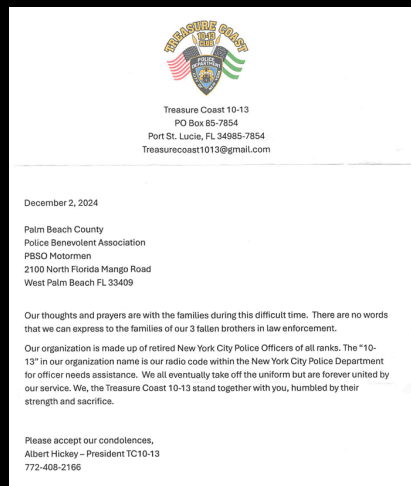 TREASURE COAST
10-13
CLUB
POLICE
DEPARTMENT
Treasure Coast 10-13
PO Box 85-7854
Port St. Lucie, FL 34985-7854
Treasurecoast1013@gmail.com
December 2, 2024
Palm Beach County
Police Benevolent Association
PBSO Motormen
2100 North Florida Mango Road
West Palm Beach FL 33409
Our thoughts and prayers are with the families during this difficult time. There are no words
that we can express to the families of our 3 fallen brothers in law enforcement.
Our organization is made up of retired New York City Police Officers of all ranks. The “10-
13” in our organization name is our radio code within the New York City Police Department
for officer needs assistance. We all eventually take off the uniform but are forever united by
our service. We, the Treasure Coast 10-13 stand together with you, humbled by their
strength and sacrifice.
Please accept our condolences,
Albert Hickey – President TC10-13
772-408-2166